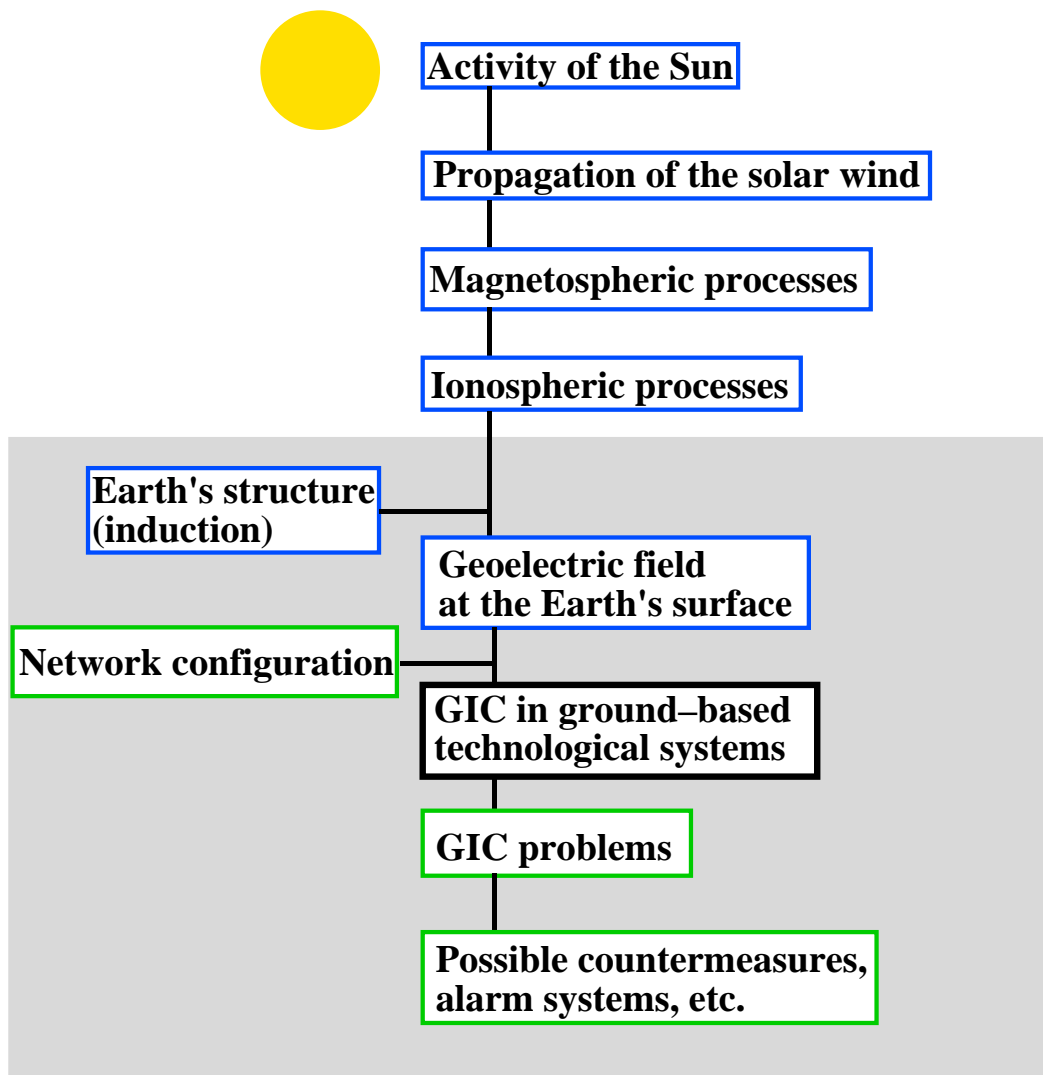 Activity of the Sun
Propagation of the solar wind
Magnetospheric processes
Ionospheric processes
Earth's structure
(induction)
Geoelectric field
at the Earth's surface
Network configuration
GIC in ground–based
technological systems
GIC problems
Possible countermeasures,
alarm systems, etc.